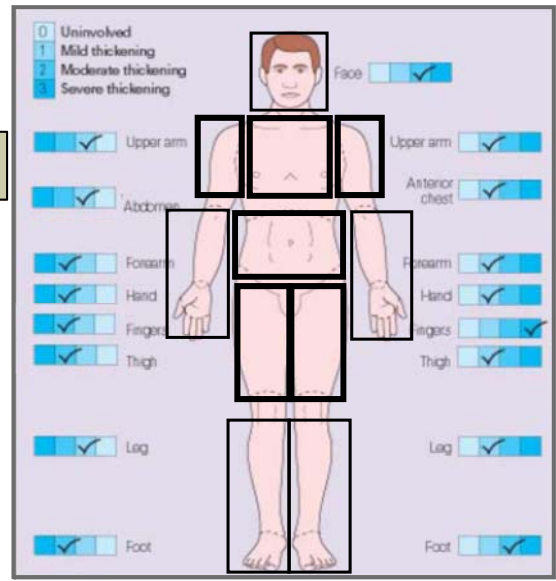 0 Uninvolved
1 Mild thickening
2 Moderate thickening
3 Severe thickening
Face
Upper arm
Upper arm
Abdomen
Anterior
chest
Forearm
Forearm
Hand
Hand
Fingers
Fingers
Thigh
Thigh
Leg
Leg
Foot
Foot